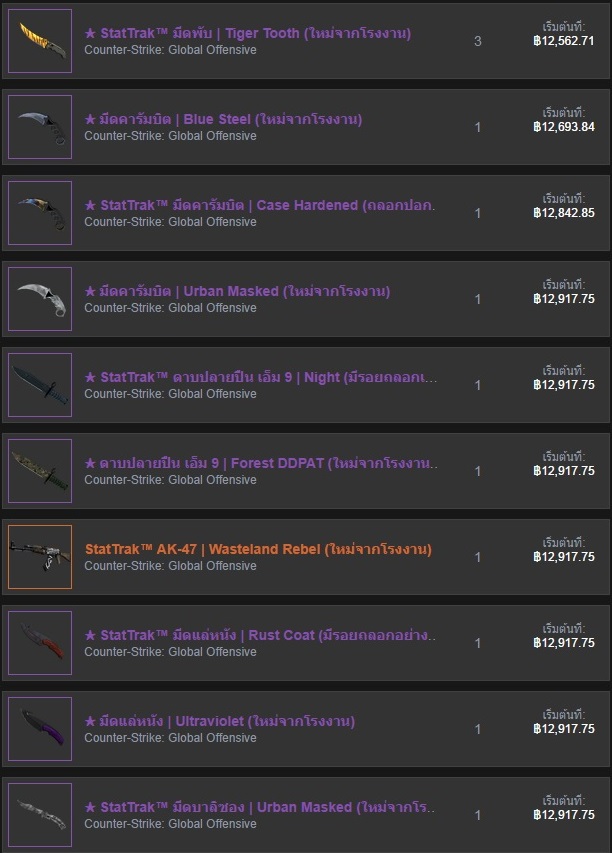 ★ StatTrak™ มีดพับ | Tiger Tooth (ใหม่จากโรงงาน)
Counter-Strike: Global Offensive
3
เริ่มต้นที่:
฿12,562.71
★ มีดคารัมบิต | Blue Steel (ใหม่จากโรงงาน)
Counter-Strike: Global Offensive
1
เริ่มต้นที่:
฿12,693.84
★ StatTrak™ มีดคารัมบิต | Case Hardened (ถลอกปอก..
Counter-Strike: Global Offensive
1
เริ่มต้นที่:
฿12,842.85
★ มีดคารัมบิต | Urban Masked (ใหม่จากโรงงาน)
Counter-Strike: Global Offensive
1
เริ่มต้นที่:
฿12,917.75
★ StatTrak™ ดาบปลายปืน เอ็ม 9 | Night (มีรอยถลอกเ...
Counter-Strike: Global Offensive
1
เริ่มต้นที่:
฿12,917.75
★ ดาบปลายปืน เอ็ม 9 | Forest DDPAT (ใหม่จากโรงงาน..
Counter-Strike: Global Offensive
1
เริ่มต้นที่:
฿12,917.75
StatTrak™ AK-47 | Wasteland Rebel (ใหม่จากโรงงาน)
Counter-Strike: Global Offensive
1
เริ่มต้นที่:
฿12,917.75
★ StatTrak™ มีดแล่หนัง | Rust Coat (มีรอยถลอกอย่าง..
Counter-Strike: Global Offensive
1
เริ่มต้นที่:
฿12,917.75
★ มีดแล่หนัง | Ultraviolet (ใหม่จากโรงงาน)
Counter-Strike: Global Offensive
1
เริ่มต้นที่:
฿12,917.75
★ StatTrak™ มีดบาลิซอง | Urban Masked (ใหม่จากโร..
Counter-Strike: Global Offensive
1
เริ่มต้นที่:
฿12,917.75